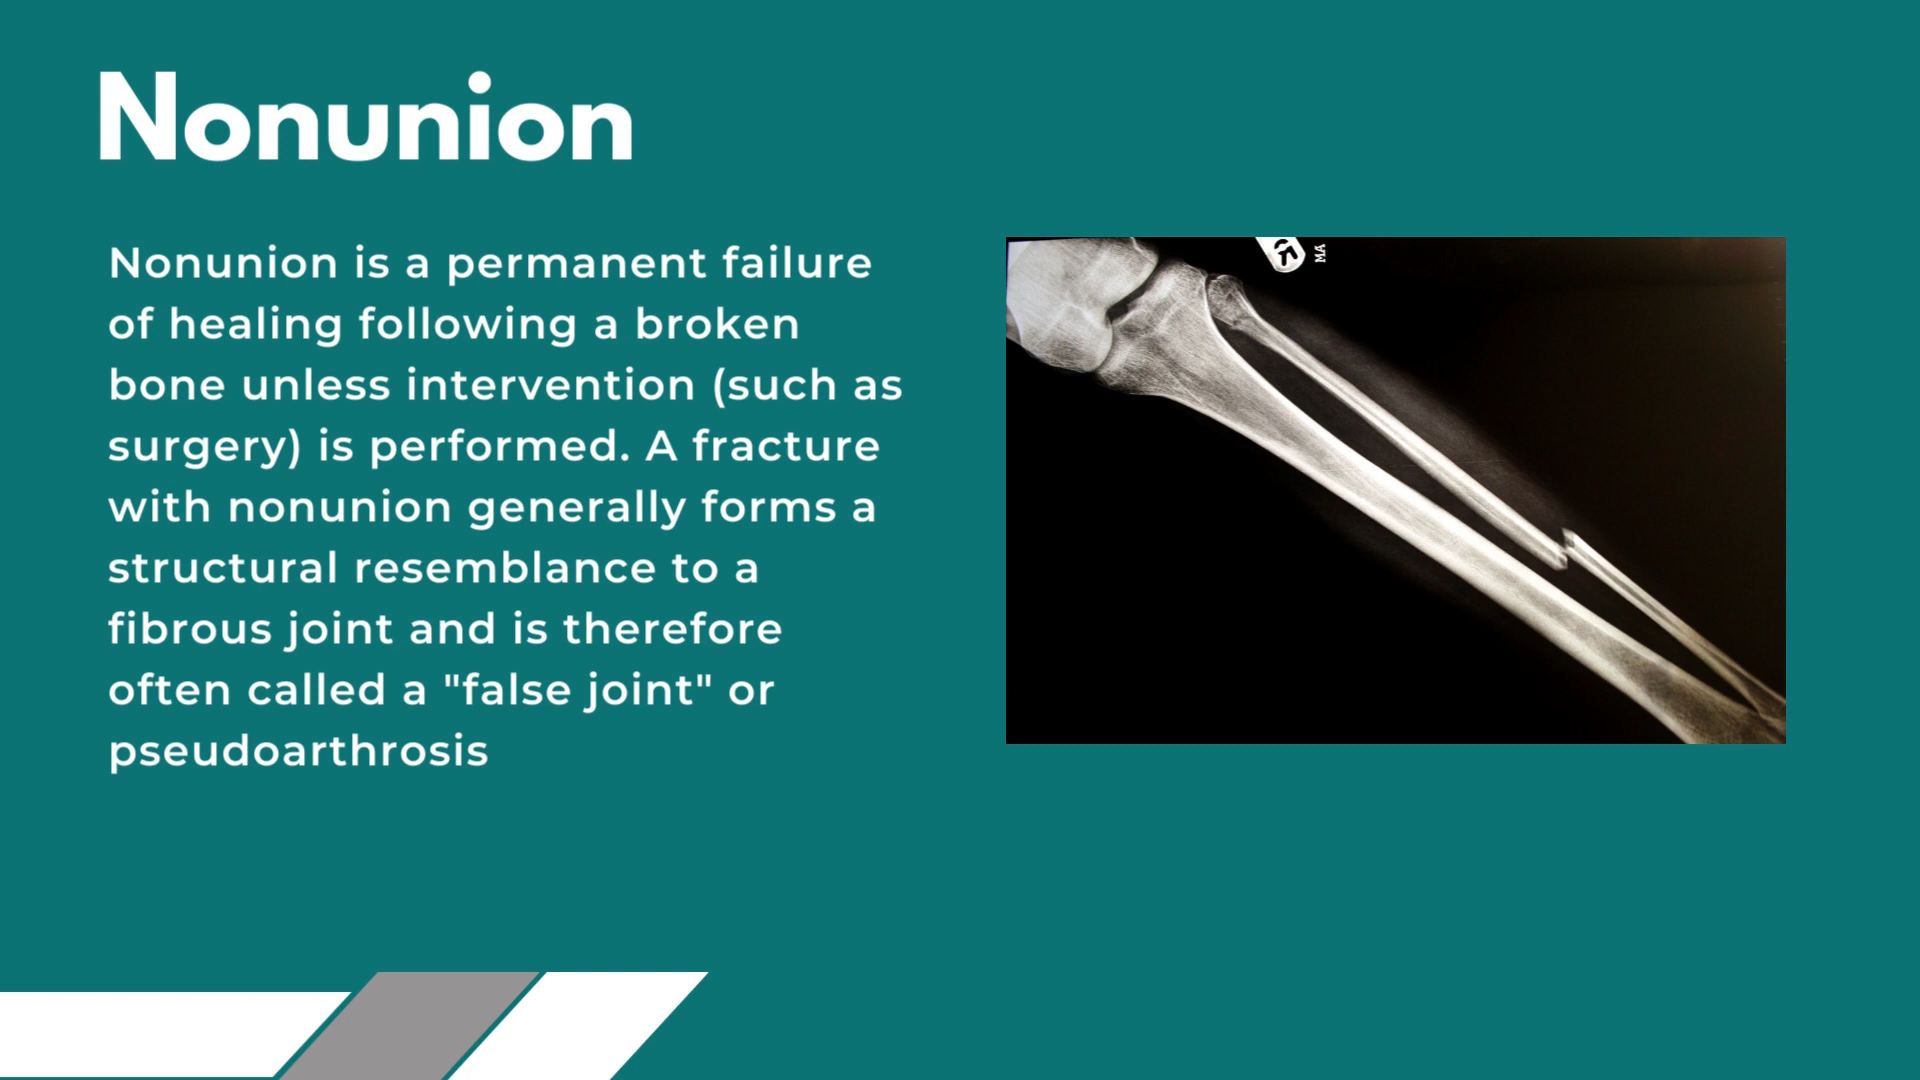 Nonunion
Nonunion is a permanent failure
of healing following a broken
bone unless intervention (such as
surgery) is performed. A fracture
with nonunion generally forms a
structural resemblance to a
fibrous joint and is therefore
often called a "false joint" or
pseudoarthrosis
MA